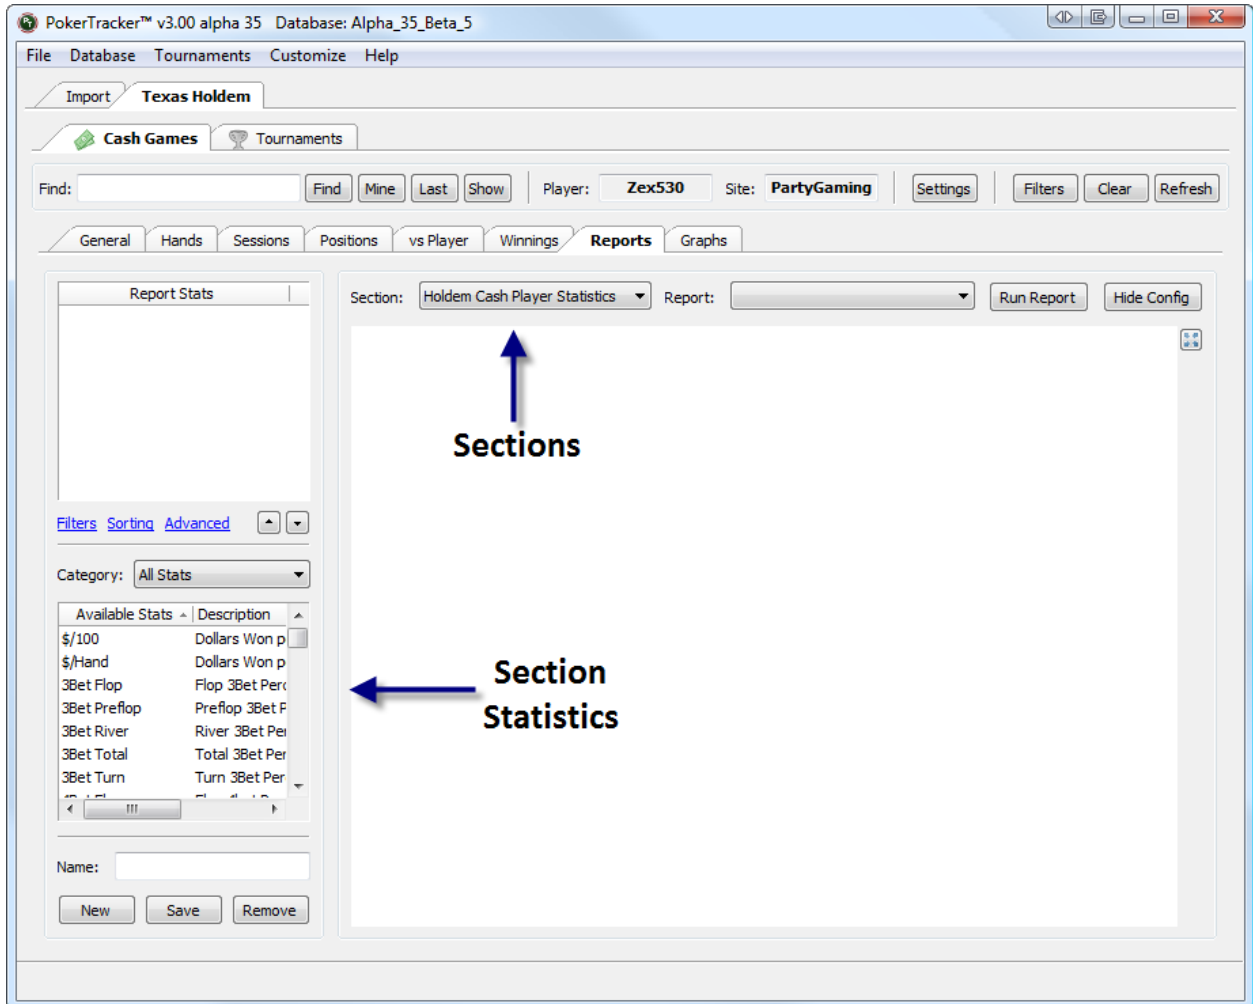 PokerTracker™ v3.00 alpha 35 Database: Alpha_35_Beta_5
File Database Tournaments Customize Help
Import Texas Holdem
Cash Games Tournaments
Find: Find Mine Last Show Player: Zex530 Site: PartyGaming Settings Filters Clear Refresh
General Hands Sessions Positions vs Player Winnings Reports Graphs
Report Stats
Section: Holdem Cash Player Statistics Report: Run Report Hide Config
Sections
Filters Sorting Advanced
Category: All Stats
Available Stats Description
$/100 Dollars Won p
$/Hand Dollars Won p
3Bet Flop Flop 3Bet Perc
3Bet Preflop Preflop 3Bet P
3Bet River River 3Bet Per
3Bet Total Total 3Bet Per
3Bet Turn Turn 3Bet Per
Section
Statistics
Name:
New Save Remove